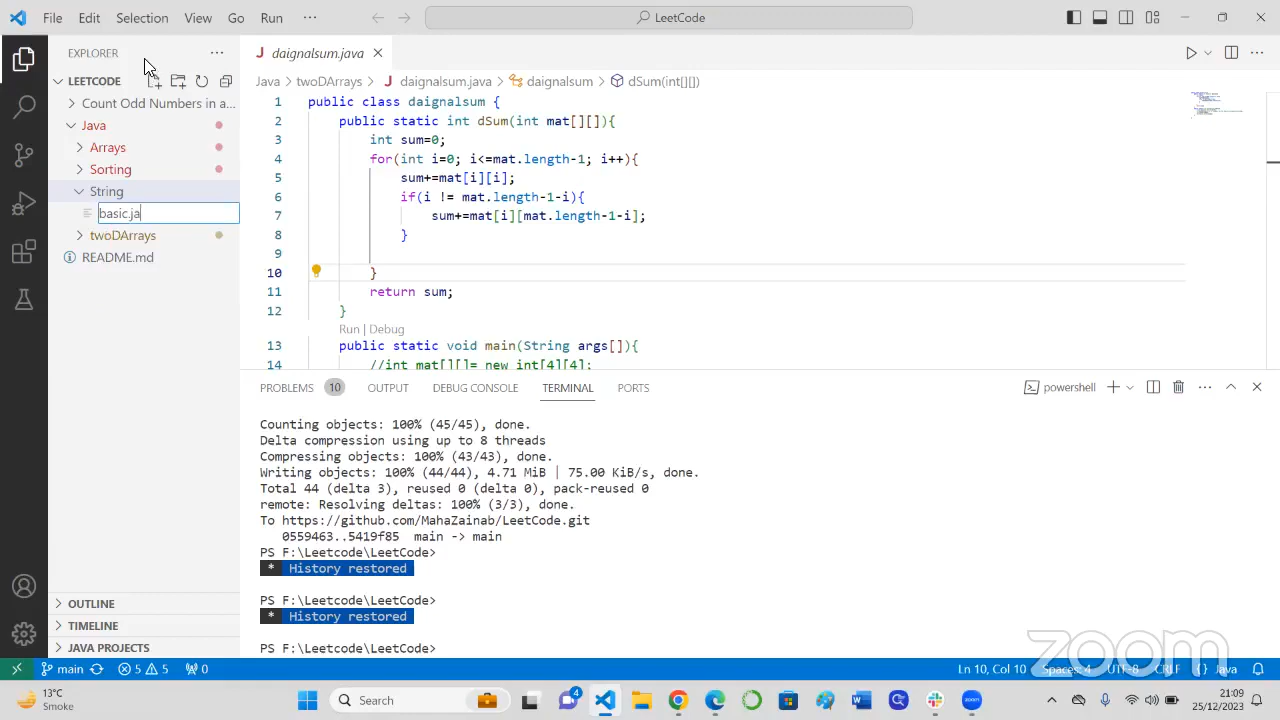 File Edit Selection View Go Run ···
LeetCode
EXPLORER ···
LEETCODE
Count Odd Numbers in a...
Java
Arrays
Sorting
String
basic.ja
twoDArrays
README.md
OUTLINE
TIMELINE
JAVA PROJECTS
J daignalsum.java
Java > twoDArrays > J daignalsum.java > daignalsum > dSum(int[][])
1 public class daignalsum {
2 public static int dSum(int mat[][]){
3 int sum=0;
4 for(int i=0; i<=mat.length-1; i++){
5 sum+=mat[i][i];
6 if(i != mat.length-1-i){
7 sum+=mat[i][mat.length-1-i];
8 }
9
10 }
11 return sum;
12 }
Run | Debug
13 public static void main(String args[]){
14 //int mat[][]= new int[4][4];
PROBLEMS 10 OUTPUT DEBUG CONSOLE TERMINAL PORTS
powershell
Counting objects: 100% (45/45), done.
Delta compression using up to 8 threads
Compressing objects: 100% (43/43), done.
Writing objects: 100% (44/44), 4.71 MiB | 75.00 KiB/s, done.
Total 44 (delta 3), reused 0 (delta 0), pack-reused 0
remote: Resolving deltas: 100% (3/3), done.
To https://github.com/MahaZainab/LeetCode.git
0559463..5419f85 main -> main
PS F:\Leetcode\LeetCode>
* History restored
PS F:\Leetcode\LeetCode>
* History restored
PS F:\Leetcode\LeetCode>
zoom
main 5 5 0 Ln 10, Col 10 Spaces: 4 UTF-8 CRLF {} Java
13°C
Smoke
Search
4
21:09
25/12/2023